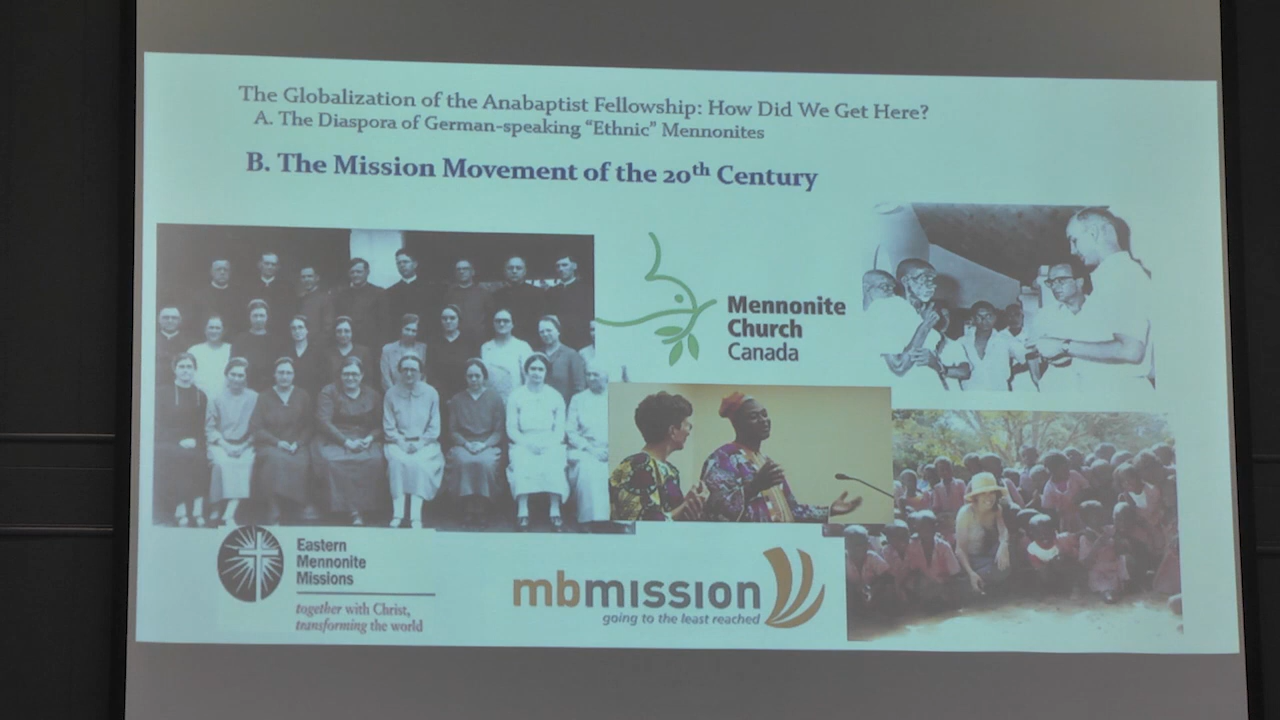 The Globalization of the Anabaptist Fellowship: How Did We Get Here?
A. The Diaspora of German-speaking “Ethnic” Mennonites
B. The Mission Movement of the 20th Century
Mennonite
Church
Canada
Eastern
Mennonite
Missions
together with Christ,
transforming the world
mbmission
going to the least reached